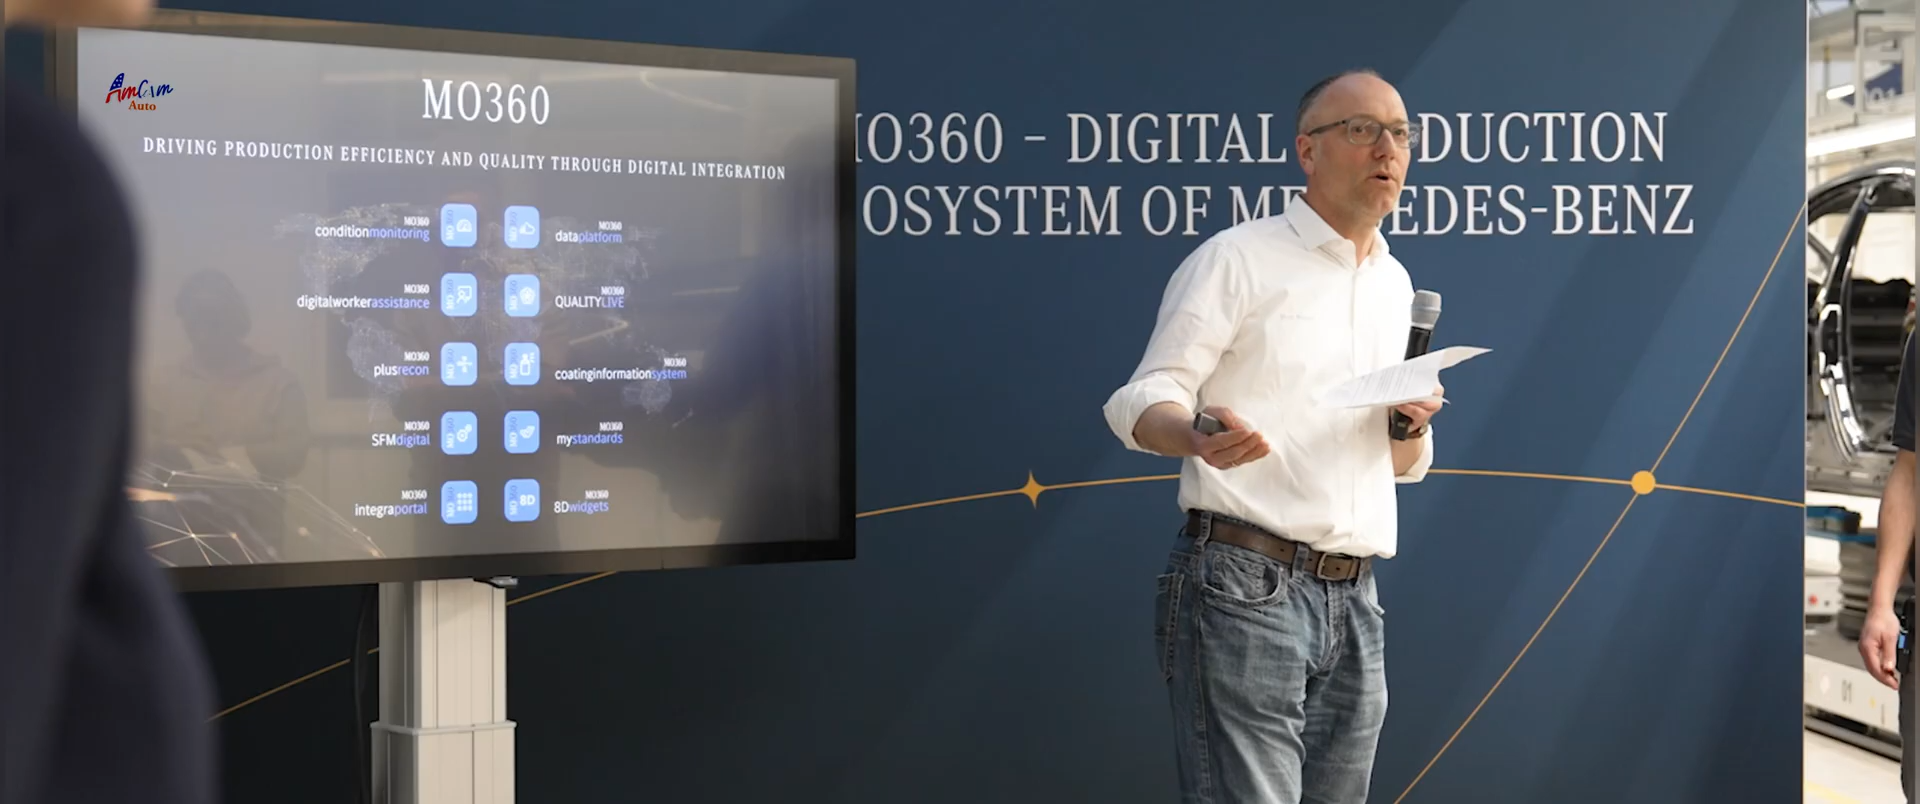 AmCam
Auto
MO360
DRIVING PRODUCTION EFFICIENCY AND QUALITY THROUGH DIGITAL INTEGRATION
MO360
conditionmonitoring
MO360
dataplatform
MO360
digitalworkerassistance
MO360
QUALITYLIVE
MO360
plusrecon
MO360
coatinginformationsystem
MO360
SFMdigital
MO360
mystandards
MO360
integraportal
8D
MO360
8Dwidgets
O360 – DIGITAL DUCTION
OSYSTEM OF ME EDES-BENZ
01